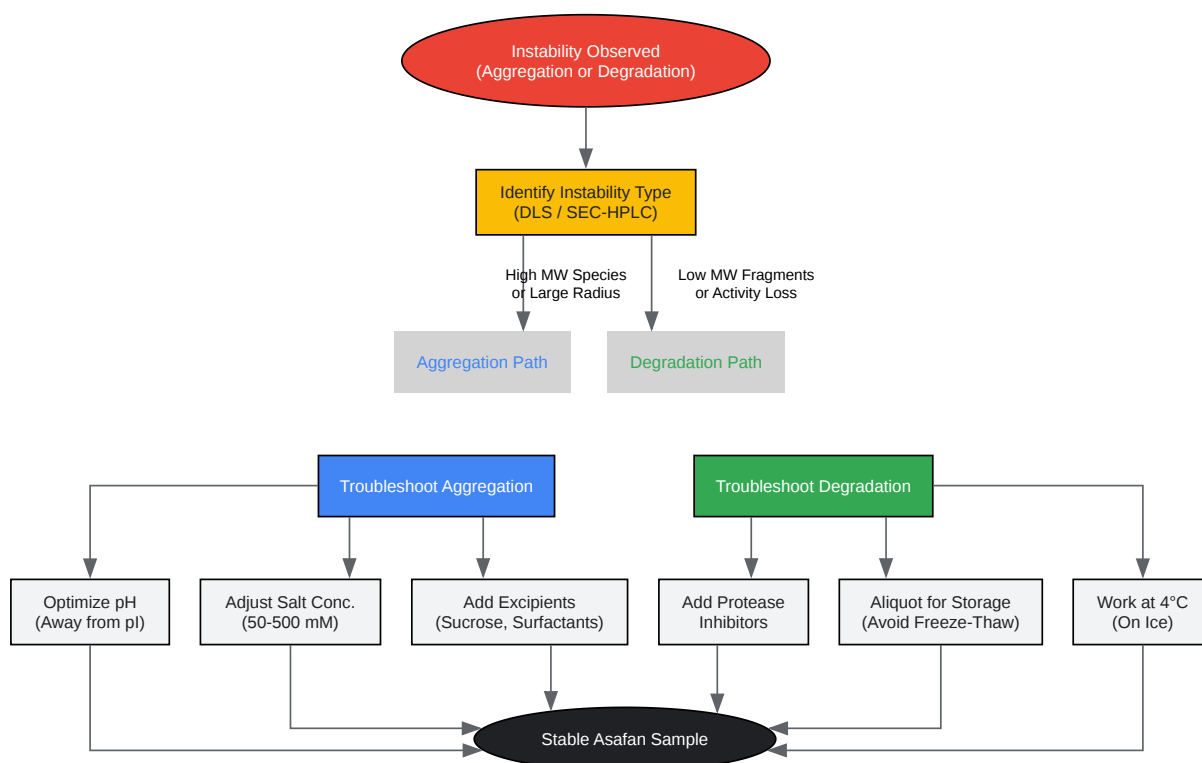 Instability Observed
(Aggregation or Degradation)
Identify Instability Type
(DLS / SEC-HPLC)
High MW Species
or Large Radius
Low MW Fragments
or Activity Loss
Aggregation Path
Degradation Path
Troubleshoot Aggregation
Troubleshoot Degradation
Optimize pH
(Away from pI)
Adjust Salt Conc.
(50-500 mM)
Add Excipients
(Sucrose, Surfactants)
Add Protease
Inhibitors
Aliquot for Storage
(Avoid Freeze-Thaw)
Work at 4°C
(On Ice)
Stable Asafan Sample